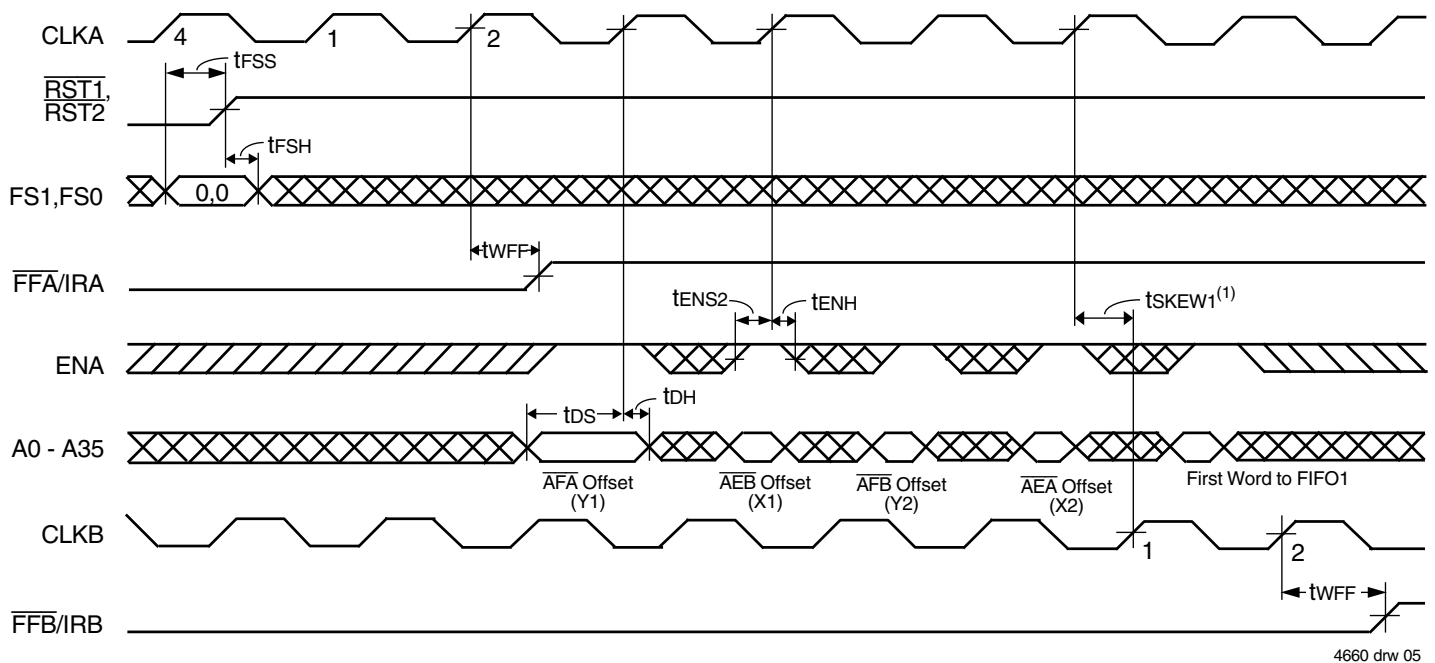 CLKA
4
1
2
tFSS
RST1,
RST2
tFSH
FS1,FS0
0,0
tWFF
FFA/IRA
tENS2
tENH
tSKEW1(1)
ENA
tDS
tDH
A0 - A35
AFA Offset
(Y1)
AEB Offset
(X1)
AFB Offset
(Y2)
AEA Offset
(X2)
First Word to FIFO1
CLKB
1
2
tWFF
FFB/IRB
4660 drw 05